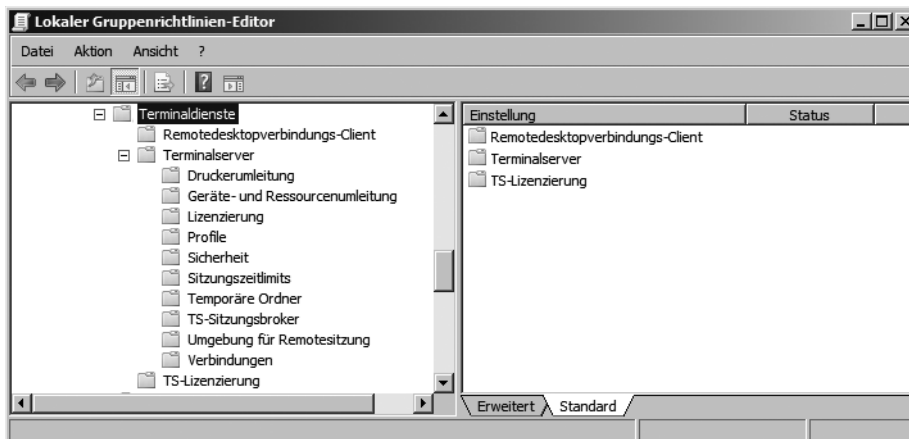 Lokaler Gruppenrichtlinien-Editor
Datei Aktion Ansicht ?
Terminaldienste
Remotedesktopverbindungs-Client
Terminalserver
Druckerumleitung
Geräte- und Ressourcenumleitung
Lizenzierung
Profile
Sicherheit
Sitzungszeitlimits
Temporäre Ordner
TS-Sitzungsbroker
Umgebung für Remotesitzung
Verbindungen
TS-Lizenzierung
Einstellung Status
Remotedesktopverbindungs-Client
Terminalserver
TS-Lizenzierung
Erweitert Standard